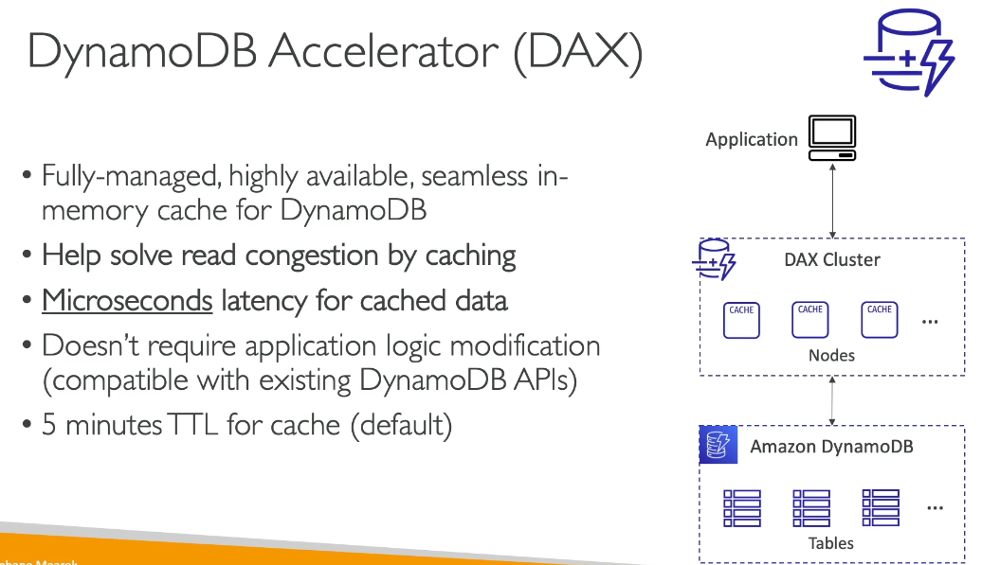 DynamoDB Accelerator (DAX)
• Fully-managed, highly available, seamless in-
memory cache for DynamoDB
• Help solve read congestion by caching
• Microseconds latency for cached data
• Doesn't require application logic modification
(compatible with existing DynamoDB APIs)
• 5 minutes TTL for cache (default)
Application
DAX Cluster
CACHE
CACHE
CACHE
...
Nodes
Amazon DynamoDB
...
Tables